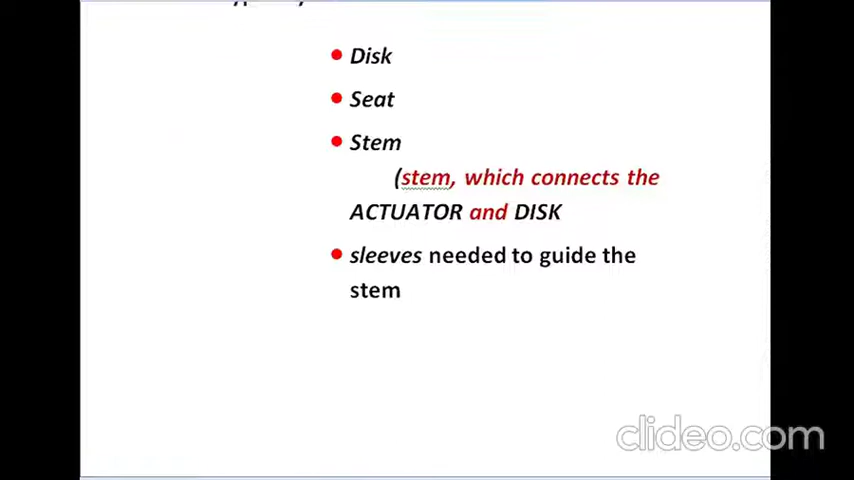 Disk
Seat
Stem
(stem, which connects the
ACTUATOR and DISK
sleeves needed to guide the
stem
clideo.com